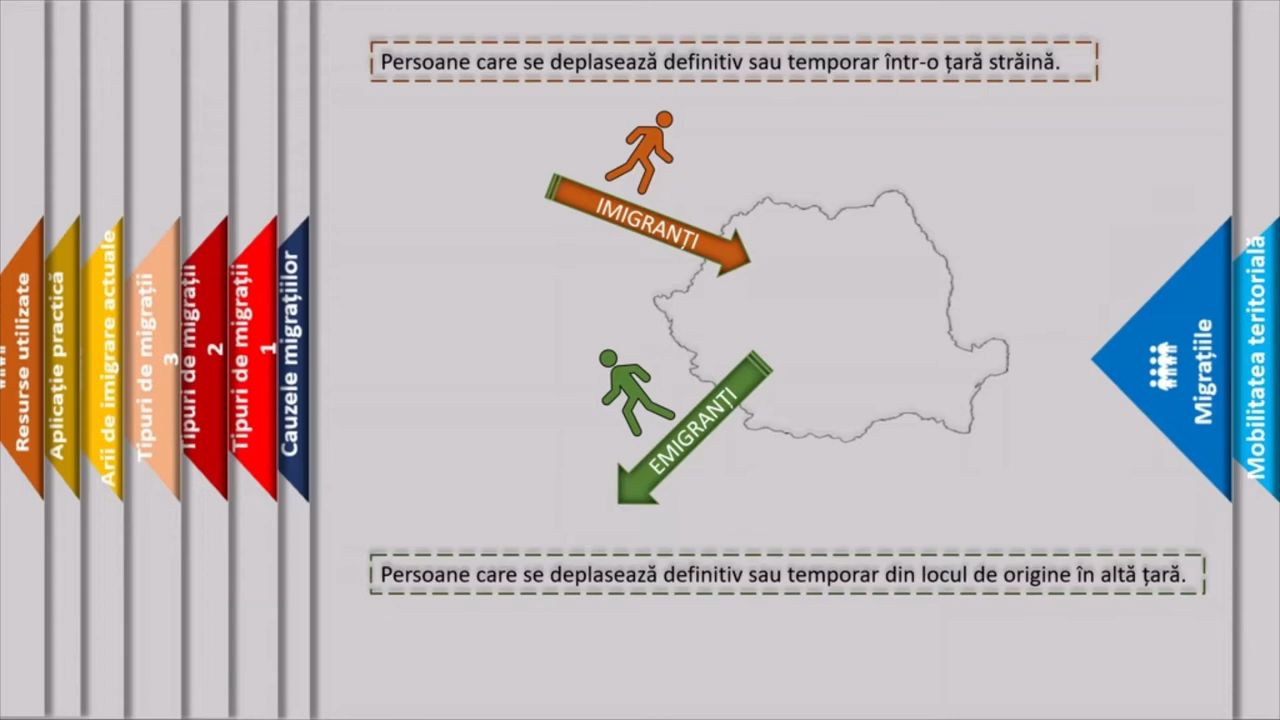 Persoane care se deplasează definitiv sau temporar într-o țară străină.
IMIGRANȚI
EMIGRANȚI
Persoane care se deplasează definitiv sau temporar din locul de origine în altă țară.
Resurse utilizate
Aplicație practică
Arii de imigrare actuale
Tipuri de migrații
3
Tipuri de migrații
2
Tipuri de migrații
1
Cauzele migrațiilor
Migrațiile
Mobilitatea teritorială